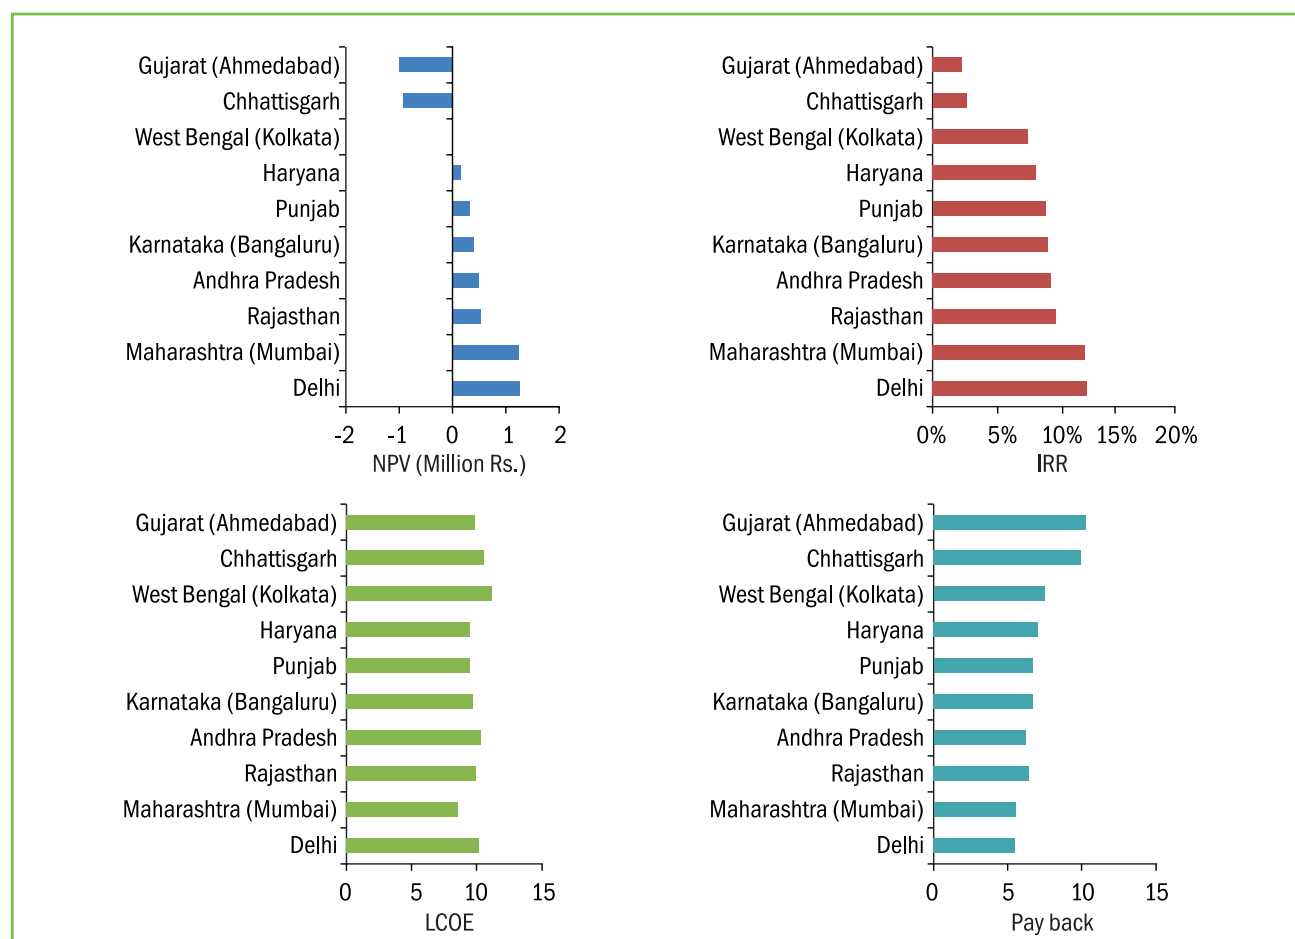 Gujarat (Ahmedabad)
Chhattisgarh
West Bengal (Kolkata)
Haryana
Punjab
Karnataka (Bangaluru)
Andhra Pradesh
Rajasthan
Maharashtra (Mumbai)
Delhi
-2 -1 0 1 2
NPV (Million Rs.)
Gujarat (Ahmedabad)
Chhattisgarh
West Bengal (Kolkata)
Haryana
Punjab
Karnataka (Bangaluru)
Andhra Pradesh
Rajasthan
Maharashtra (Mumbai)
Delhi
0% 5% 10% 15% 20%
IRR
Gujarat (Ahmedabad)
Chhattisgarh
West Bengal (Kolkata)
Haryana
Punjab
Karnataka (Bangaluru)
Andhra Pradesh
Rajasthan
Maharashtra (Mumbai)
Delhi
0 5 10 15
LCOE
Gujarat (Ahmedabad)
Chhattisgarh
West Bengal (Kolkata)
Haryana
Punjab
Karnataka (Bangaluru)
Andhra Pradesh
Rajasthan
Maharashtra (Mumbai)
Delhi
0 5 10 15
Pay back